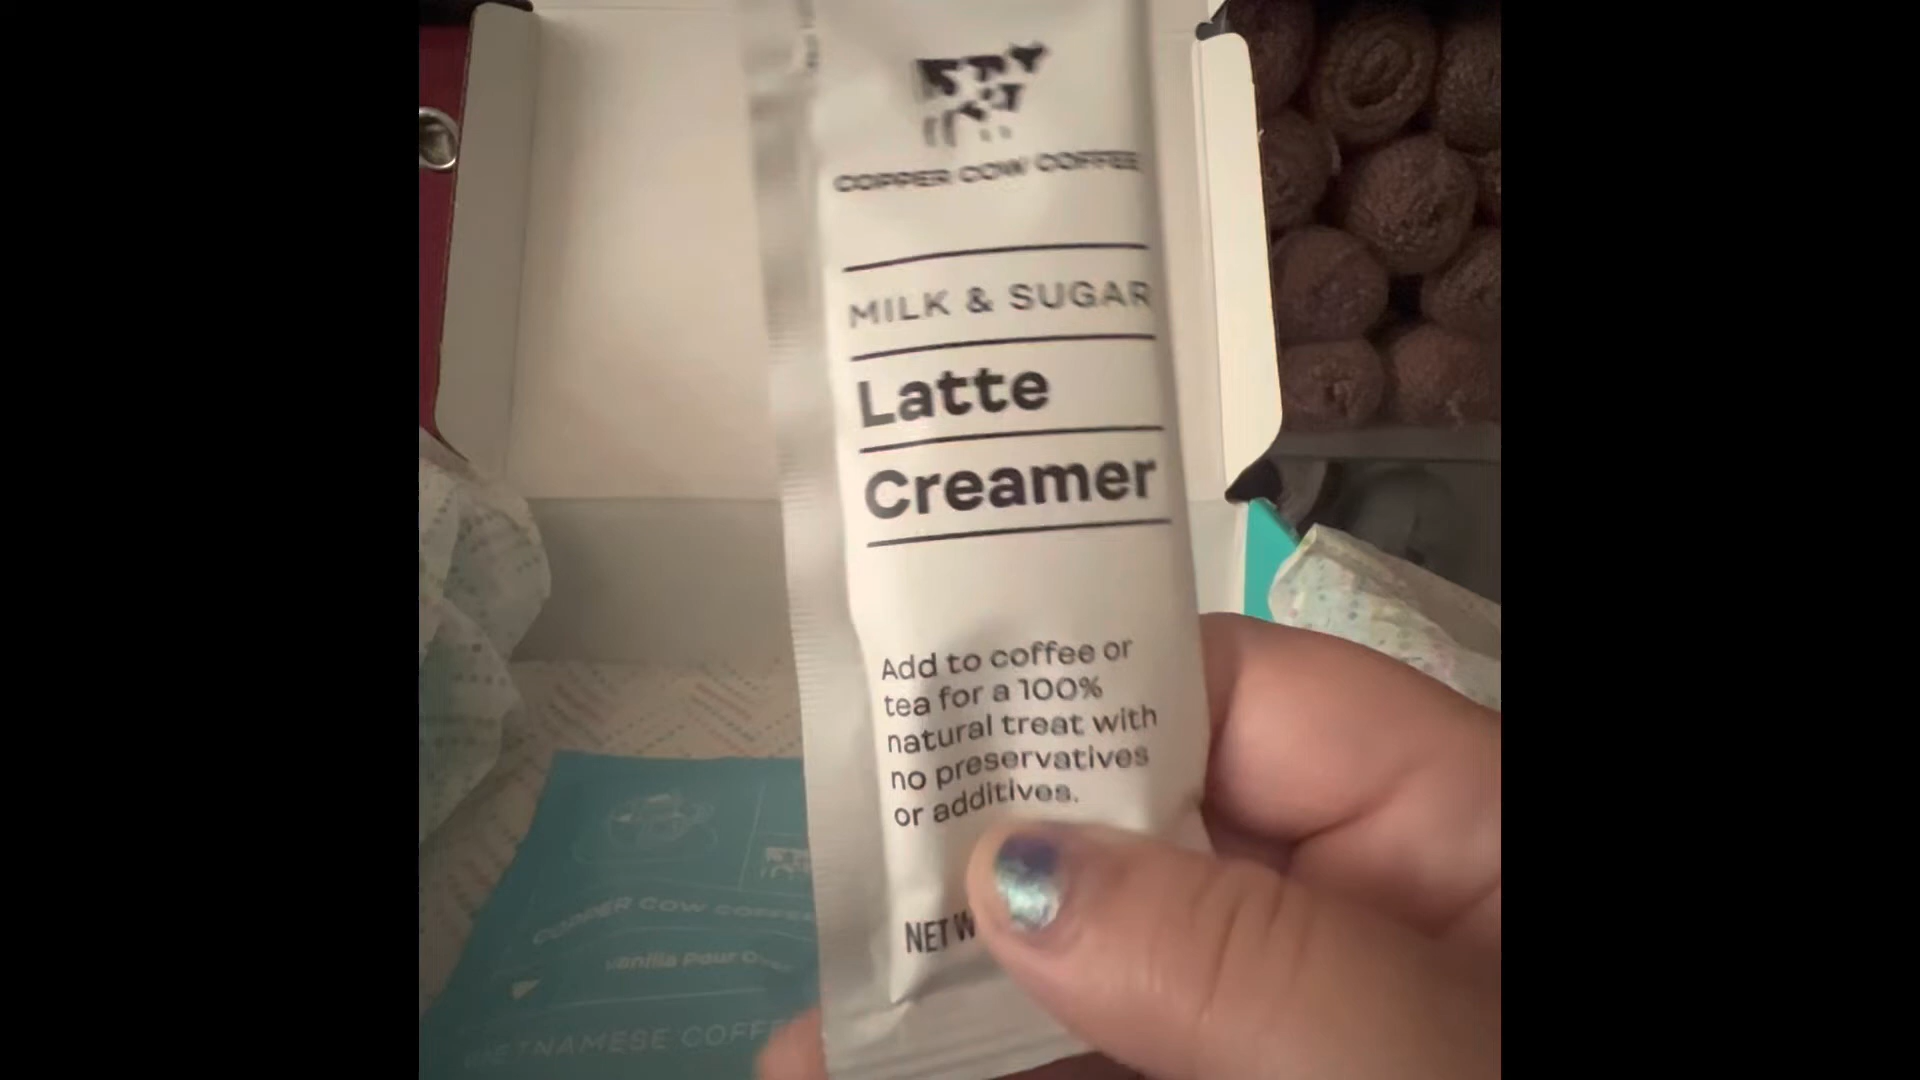 COPPER COW COFFEE
MILK & SUGAR
Latte
Creamer
Add to coffee or
tea for a 100%
natural treat with
no preservatives
or additives.
NET W
COPPER COW COFFEE
Vanilla Pour Over
VIETNAMESE COFFE